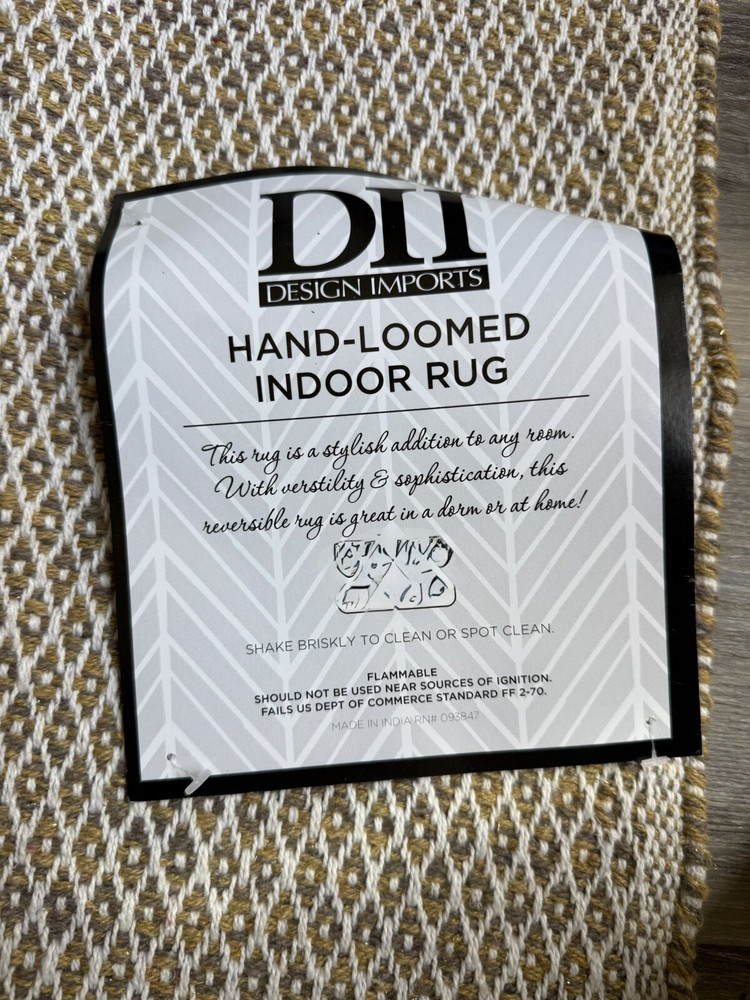 DII
DESIGN IMPORTS
HAND-LOOMED
INDOOR RUG
This rug is a stylish addition to any room.
With verstility & sophistication, this
reversible rug is great in a dorm or at home!
SHAKE BRISKLY TO CLEAN OR SPOT CLEAN.
FLAMMABLE
SHOULD NOT BE USED NEAR SOURCES OF IGNITION.
FAILS US DEPT OF COMMERCE STANDARD FF 2-70.
MADE IN INDIA RN# 093847